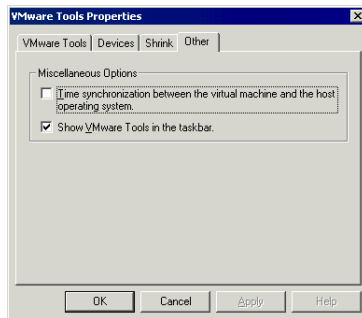 VMware Tools Properties
VMware Tools Devices Shrink Other
Miscellaneous Options
Time synchronization between the virtual machine and the host
operating system.
Show VMware Tools in the taskbar.
OK Cancel Apply Help